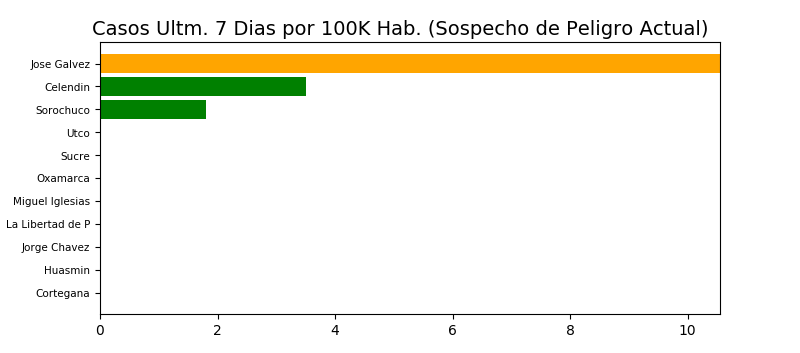 Casos Ultm. 7 Dias por 100K Hab. (Sospecho de Peligro Actual)
Jose Galvez
Celendin
Sorochuco
Utco
Sucre
Oxamarca
Miguel Iglesias
La Libertad de P
Jorge Chavez
Huasmin
Cortegana
0 2 4 6 8 10